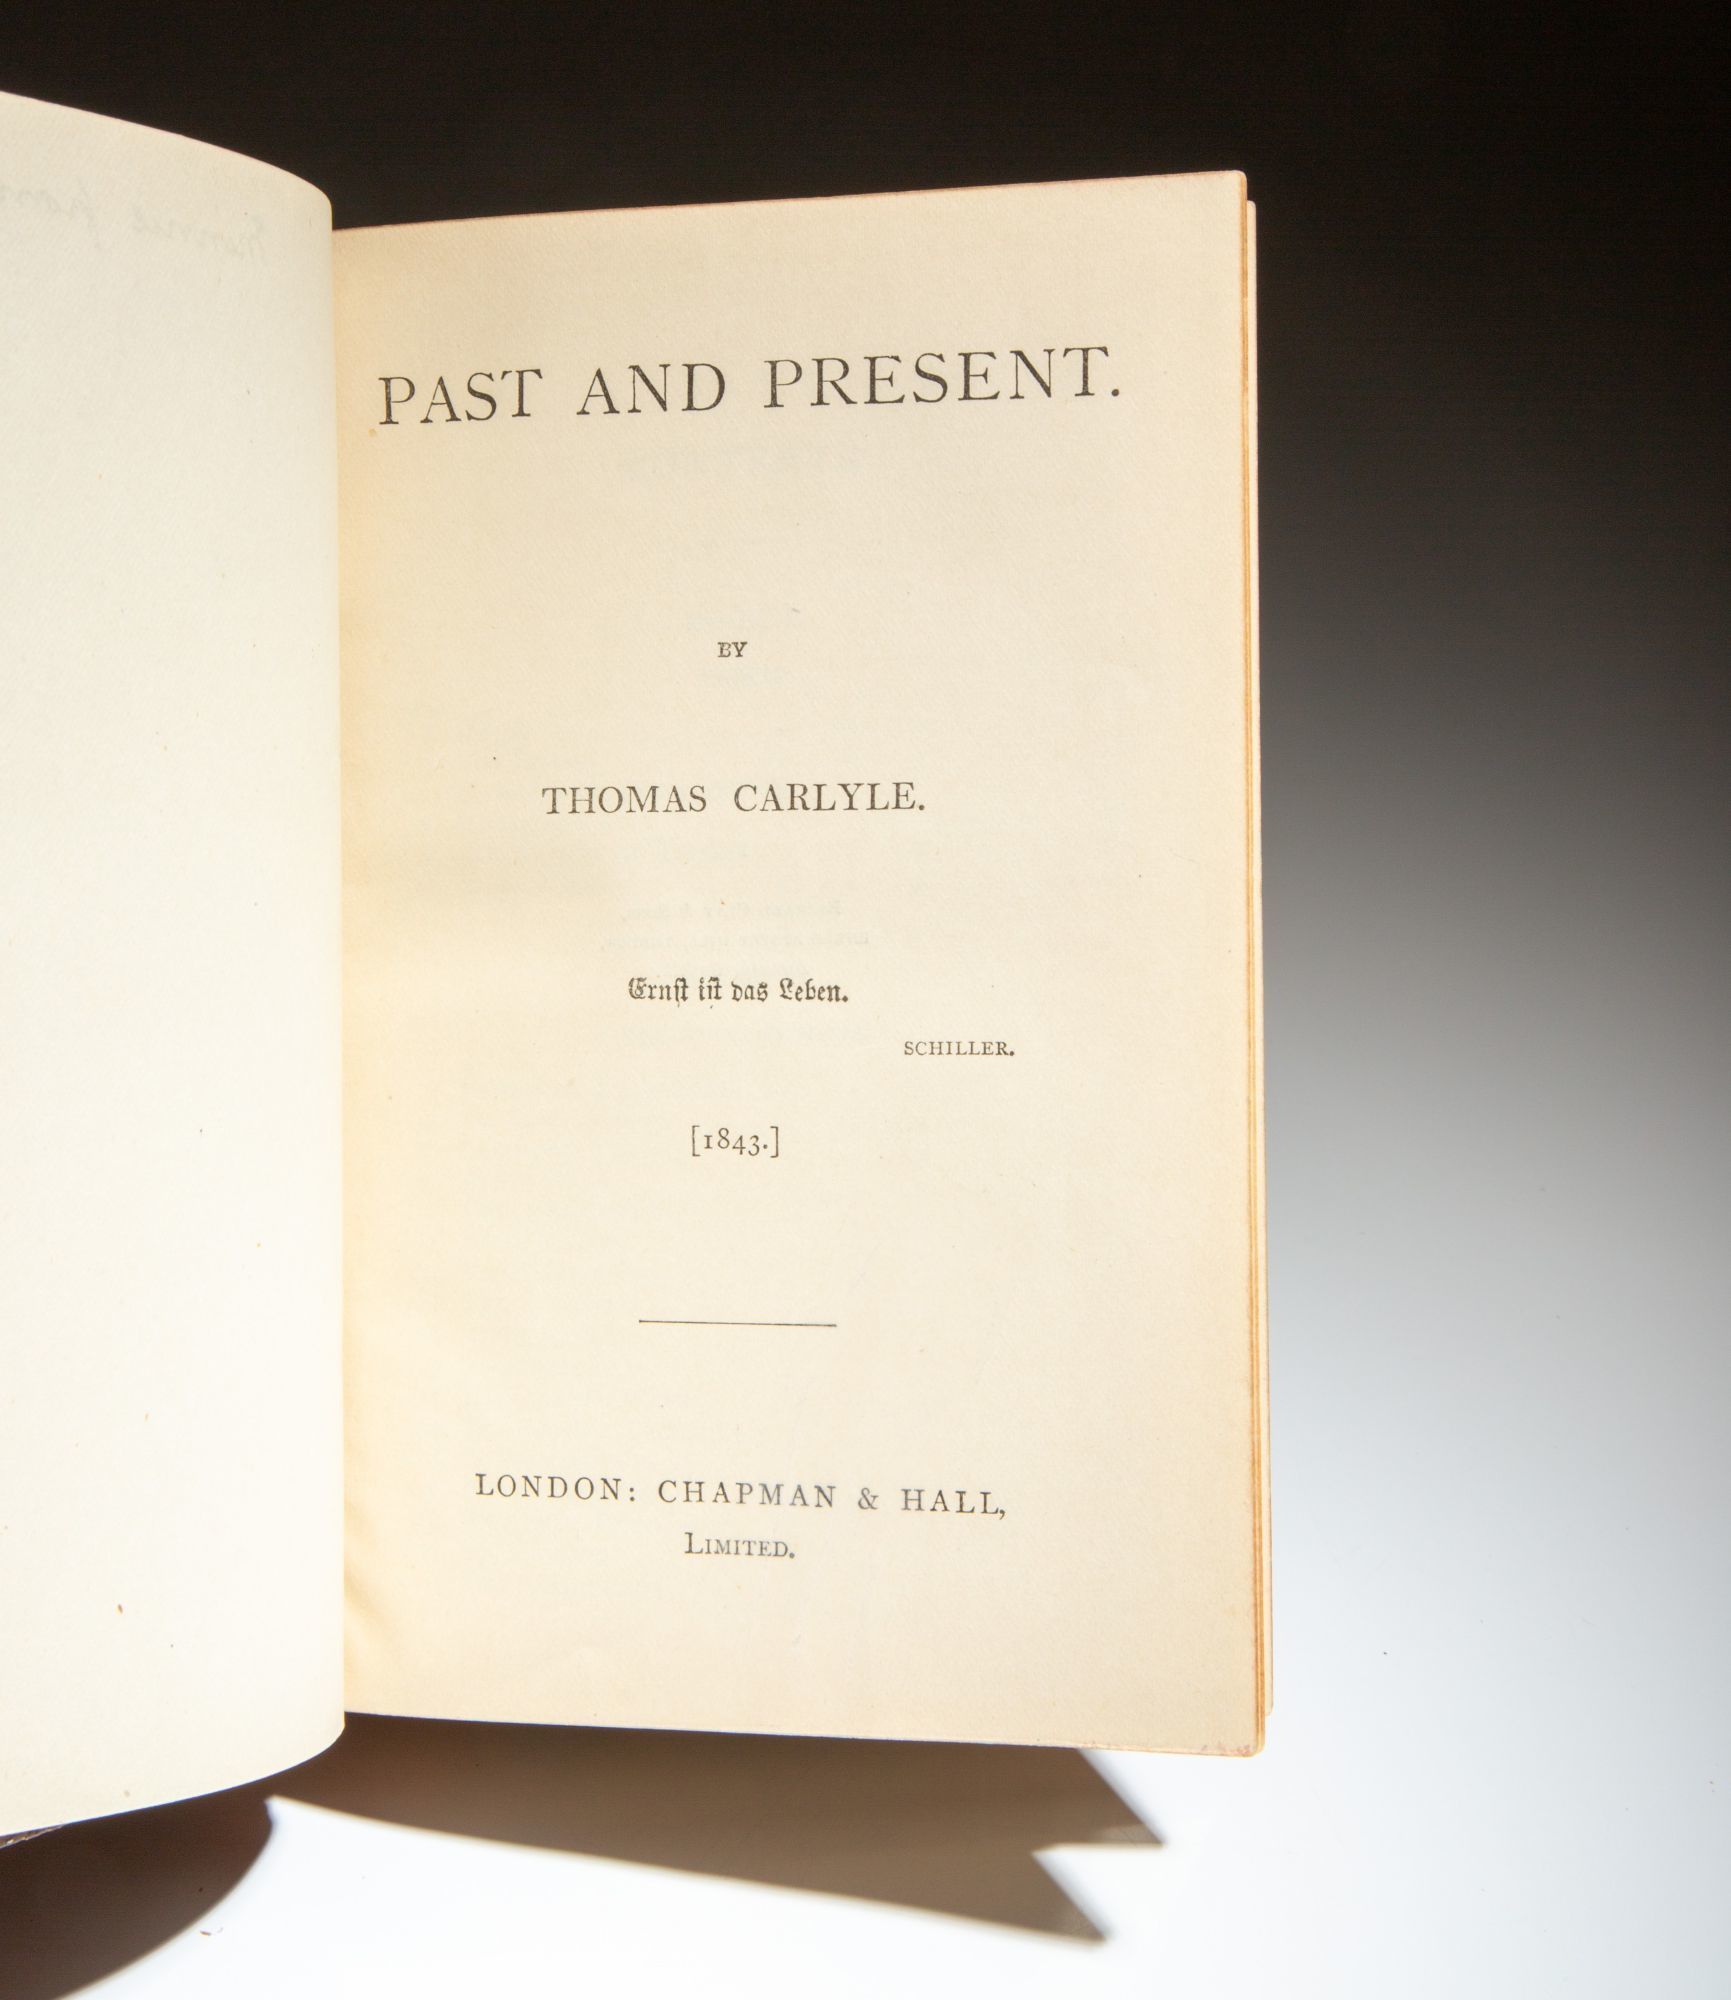 PAST AND PRESENT.
BY
THOMAS CARLYLE.
Ernst ist das Leben.
SCHILLER.
[1843.]
LONDON: CHAPMAN & HALL,
LIMITED.